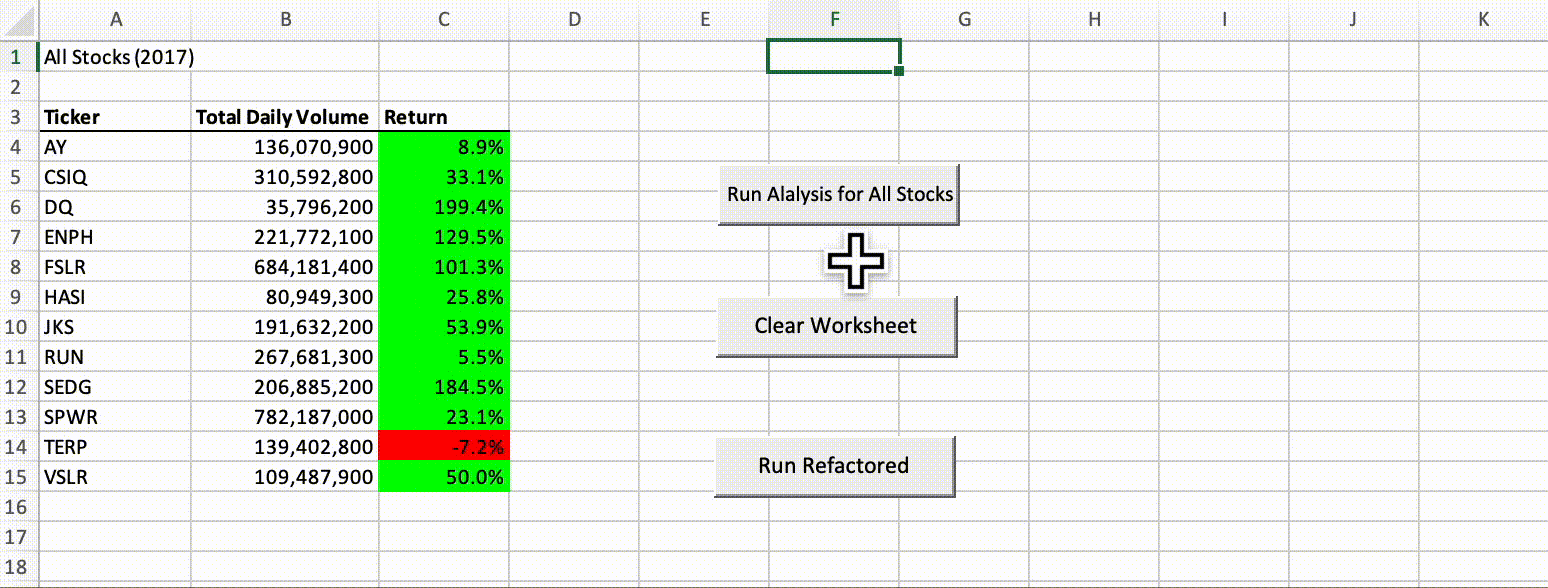 A B C D E F G H I J K
1 All Stocks (2017)
2
3 Ticker Total Daily Volume Return
4 AY 136,070,900 8.9%
5 CSIQ 310,592,800 33.1%
Run Alalysis for All Stocks
6 DQ 35,796,200 199.4%
7 ENPH 221,772,100 129.5%
8 FSLR 684,181,400 101.3%
9 HASI 80,949,300 25.8%
10 JKS 191,632,200 53.9%
Clear Worksheet
11 RUN 267,681,300 5.5%
12 SEDG 206,885,200 184.5%
13 SPWR 782,187,000 23.1%
14 TERP 139,402,800 -7.2%
Run Refactored
15 VSLR 109,487,900 50.0%
16
17
18